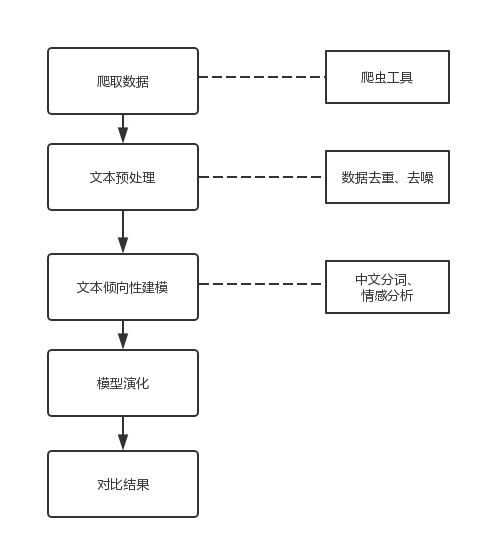 爬取数据
爬虫工具
文本预处理
数据去重、去噪
文本倾向性建模
中文分词、
情感分析
模型演化
对比结果